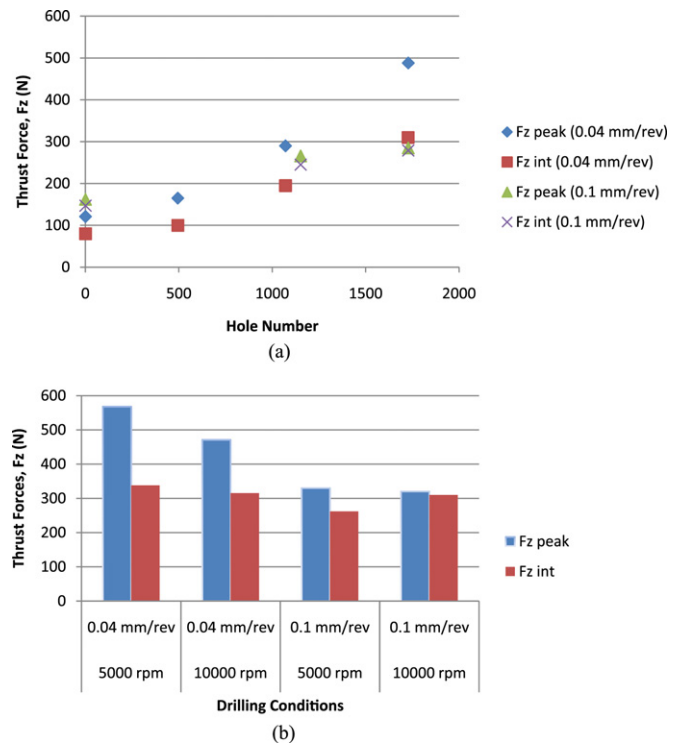 600
500
400
300
200
100
0
Thrust Force, Fz (N)
0 500 1000 1500 2000
Hole Number
Fz peak (0.04 mm/rev)
Fz int (0.04 mm/rev)
Fz peak (0.1 mm/rev)
Fz int (0.1 mm/rev)
(a)
600
500
400
300
200
100
0
Thrust Forces, Fz (N)
0.04 mm/rev 0.04 mm/rev 0.1 mm/rev 0.1 mm/rev
5000 rpm 10000 rpm 5000 rpm 10000 rpm
Drilling Conditions
Fz peak
Fz int
(b)